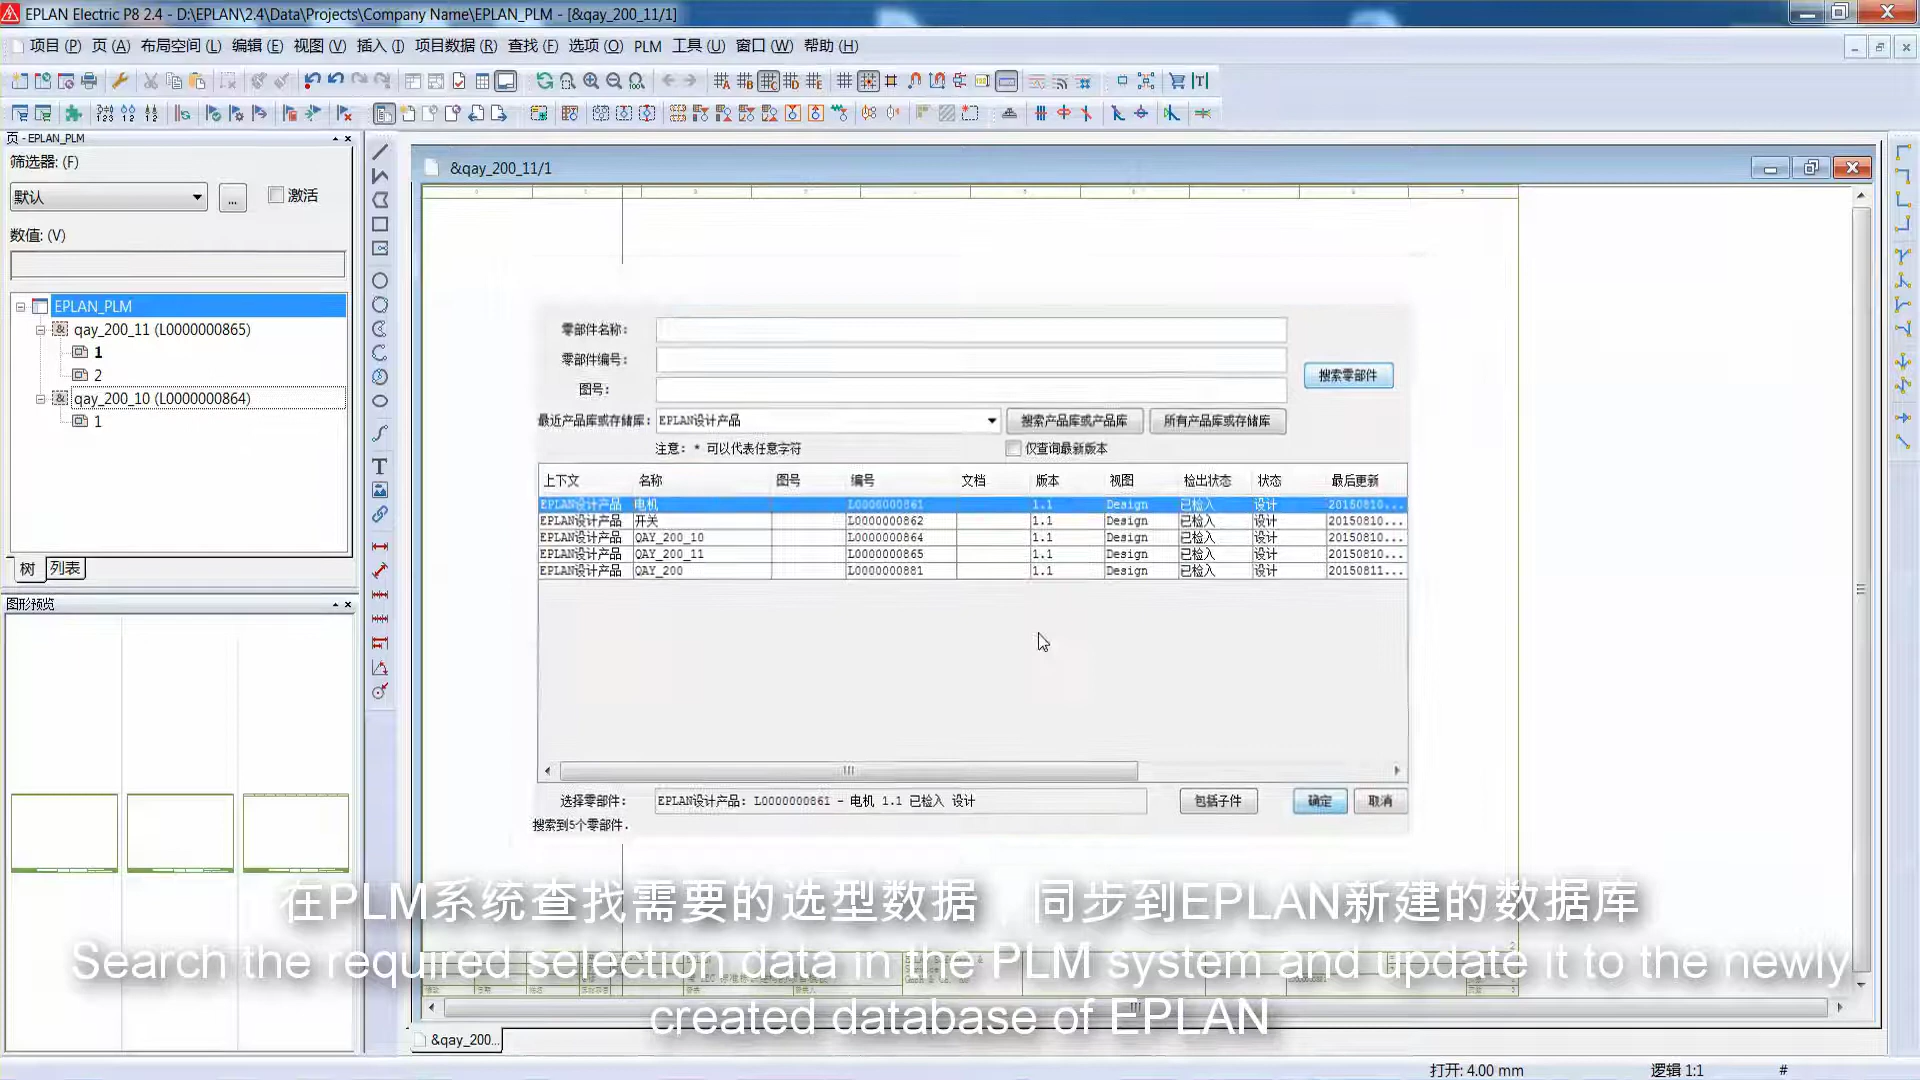 EPLAN Electric P8 2.4 - D:\EPLAN\2.4\Data\Projects\Company Name\EPLAN_PLM - [&qay_200_11/1]
项目 (P) 页 (A) 布局空间 (L) 编辑 (E) 视图 (V) 插入 (I) 项目数据 (R) 查找 (F) 选项 (O) PLM 工具 (U) 窗口 (W) 帮助 (H)
页 - EPLAN_PLM
筛选器: (F)
默认
...
激活
数值: (V)
EPLAN_PLM
qay_200_11 (L0000000865)
1
2
qay_200_10 (L0000000864)
1
树 列表
图形预览
&qay_200_11/1
零部件名称:
零部件编号:
搜索零部件
图号:
最近产品库或存储库: EPLAN设计产品 搜索产品库或产品库 所有产品库或存储库
注意: * 可以代表任意字符 仅查询最新版本
上下文 名称 图号 编号 文档 版本 视图 检出状态 状态 最后更新
EPLAN设计产品 电机 L0000000861 1.1 Design 已检入 设计 20150810...
EPLAN设计产品 开关 L0000000862 1.1 Design 已检入 设计 20150810...
EPLAN设计产品 QAY_200_10 L0000000864 1.1 Design 已检入 设计 20150810...
EPLAN设计产品 QAY_200_11 L0000000865 1.1 Design 已检入 设计 20150810...
EPLAN设计产品 QAY_200 L0000000881 1.1 Design 已检入 设计 20150811...
选择零部件: EPLAN设计产品: L0000000861 - 电机 1.1 已检入 设计 包括子件 确定 取消
搜索到5个零部件.
在PLM系统查找需要的选型数据，同步到EPLAN新建的数据库
Search the required selection data in the PLM system and update it to the newly
created database of EPLAN
&qay_200...
打开: 4.00 mm 逻辑 1:1 #